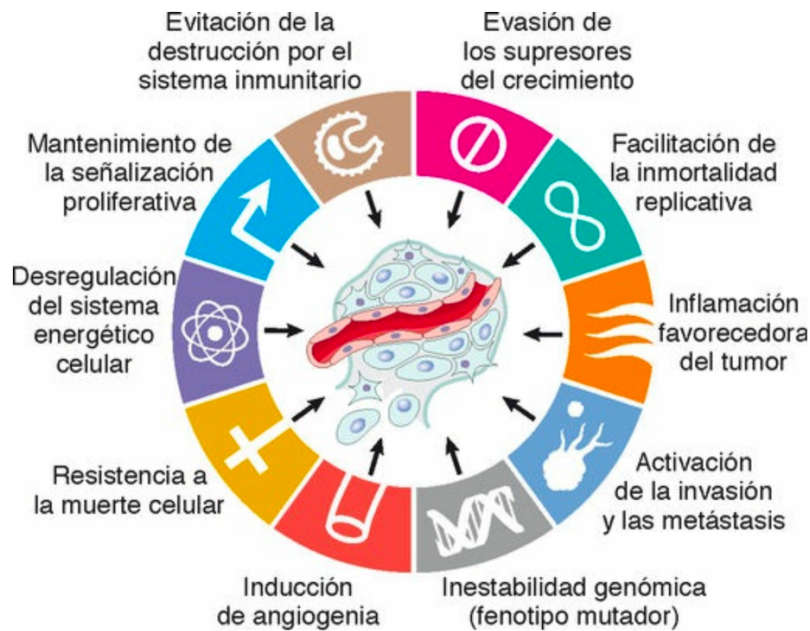 Evitación de la
destrucción por el
sistema inmunitario
Evasión de
los supresores
del crecimiento
Mantenimiento de
la señalización
proliferativa
Facilitación de
la inmortalidad
replicativa
Desregulación
del sistema
energético
celular
Inflamación
favorecedora
del tumor
Resistencia a
la muerte celular
Activación
de la invasión
y las metástasis
Inducción
de angiogenia
Inestabilidad genómica
(fenotipo mutador)